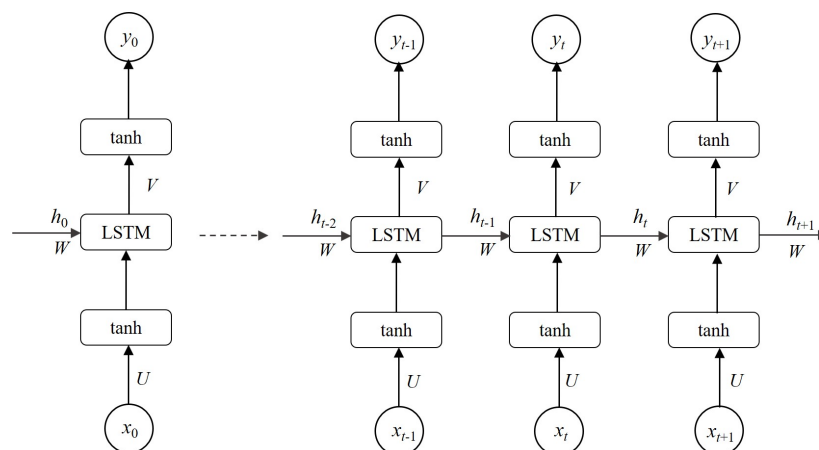 y0 yt-1 yt yt+1
tanh tanh tanh tanh
V V V V
h0 ht-2 ht-1 ht ht+1
LSTM LSTM LSTM LSTM
W W W W W
tanh tanh tanh tanh
U U U U
x0 xt-1 xt xt+1